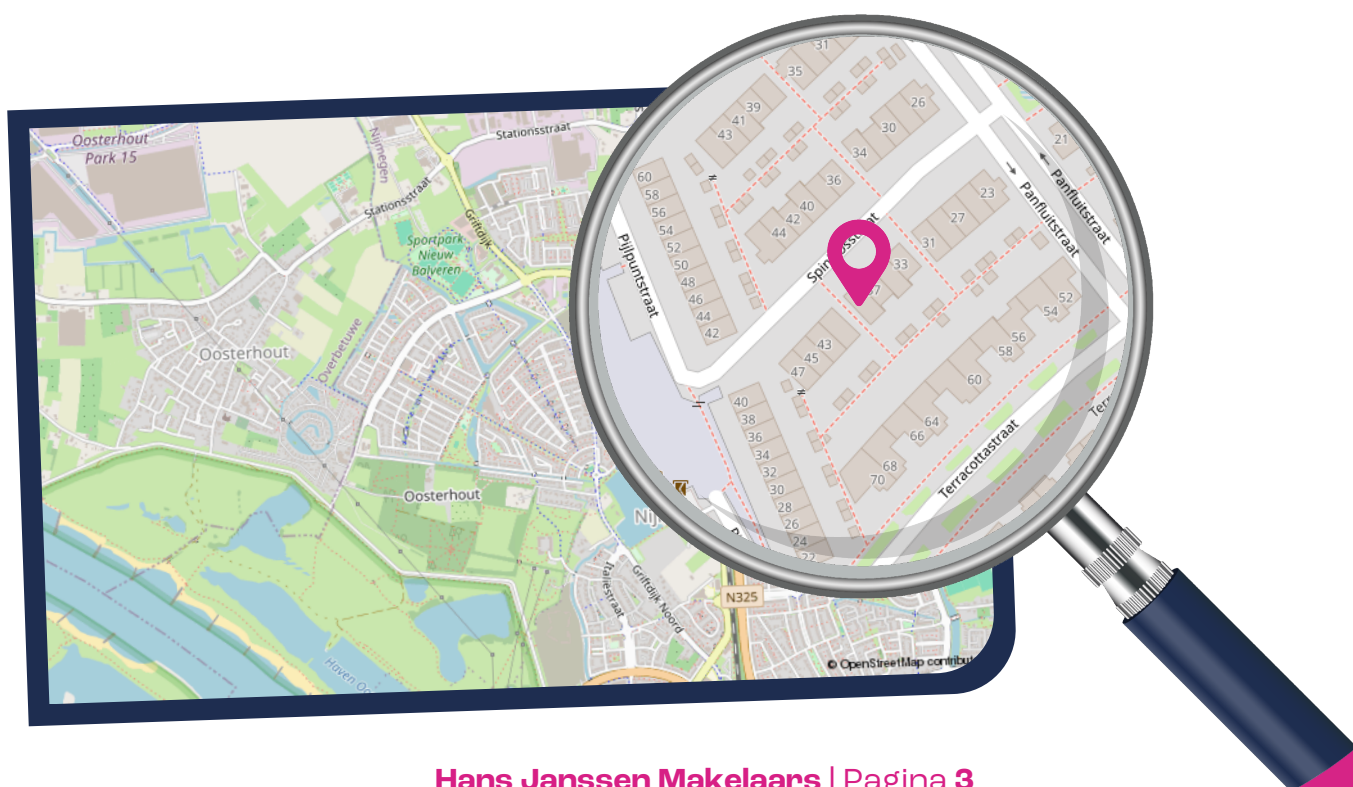 Oosterhout
Park 15
Nijmegen
Stationsstraat
Stationsstraat
Griftdijk
Sportpark
Nieuw
Balveren
Oosterhout
Overbetuwe
Oosterhout
Italiëstraat
Griftdijk Noord
N325
© OpenStreetMap contribut
31
35
39
41
43
26
30
34
36
40
42
44
21
23
27
31
33
60
58
56
54
52
50
48
46
44
42
Pijlpuntstraat
Panfluitstraat
Panfluitstraat
43
45
47
52
54
56
58
60
64
66
68
70
40
38
36
34
32
30
28
26
24
22
Terracottastraat
Hans Janssen Makelaars | Pagina 3